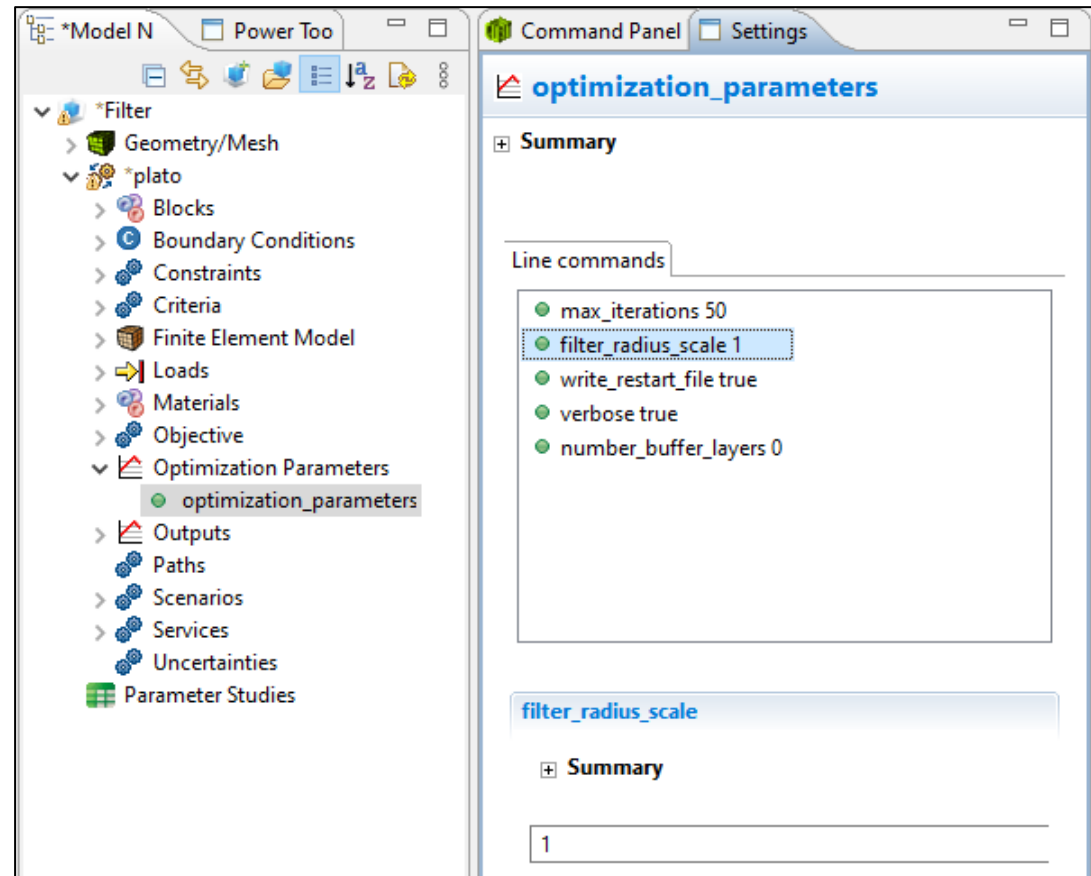 *Model N
Power Too
*Filter
Geometry/Mesh
*plato
Blocks
Boundary Conditions
Constraints
Criteria
Finite Element Model
Loads
Materials
Objective
Optimization Parameters
optimization_parameters
Outputs
Paths
Scenarios
Services
Uncertainties
Parameter Studies
Command Panel
Settings
optimization_parameters
Summary
Line commands
max_iterations 50
filter_radius_scale 1
write_restart_file true
verbose true
number_buffer_layers 0
filter_radius_scale
Summary
1